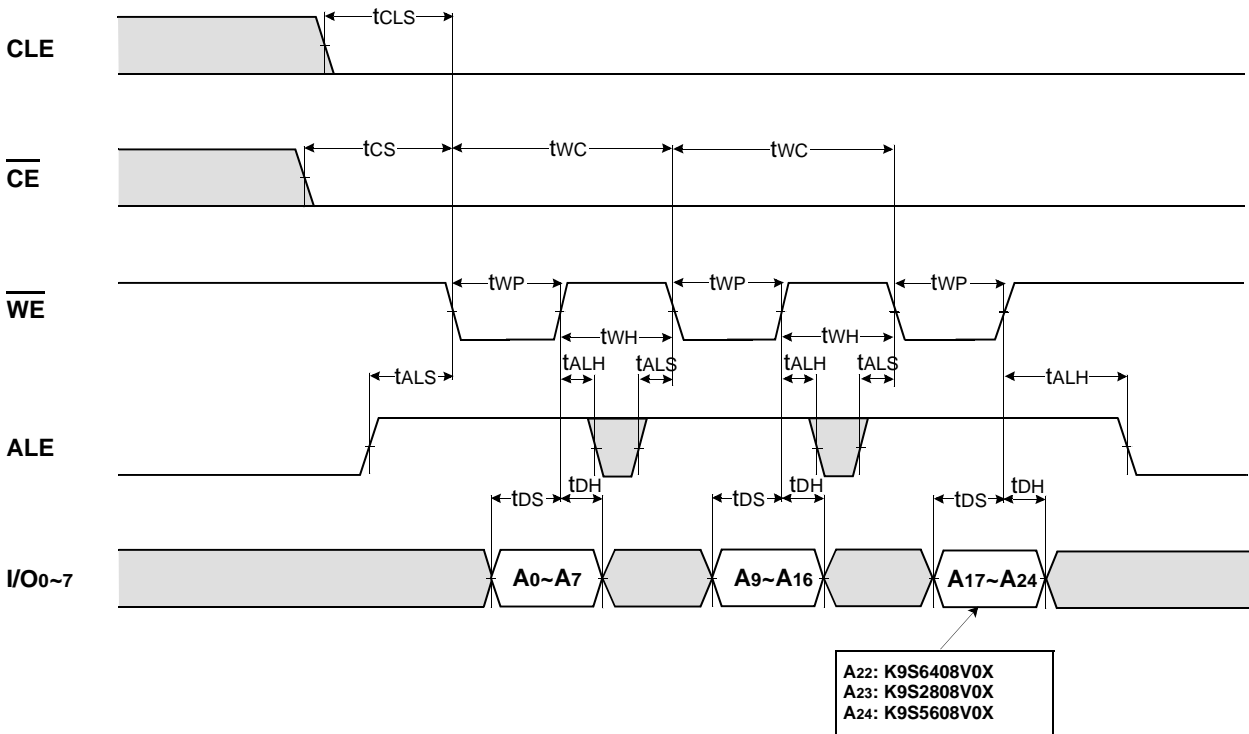 tCLS
CLE
tCS
tWC
tWC
CE
tWP
tWP
tWP
WE
tWH
tWH
tALH
tALS
tALH
tALS
tALS
tALH
ALE
tDS
tDH
tDS
tDH
tDS
tDH
I/O0~7
A0~A7
A9~A16
A17~A24
A22: K9S6408V0X
A23: K9S2808V0X
A24: K9S5608V0X